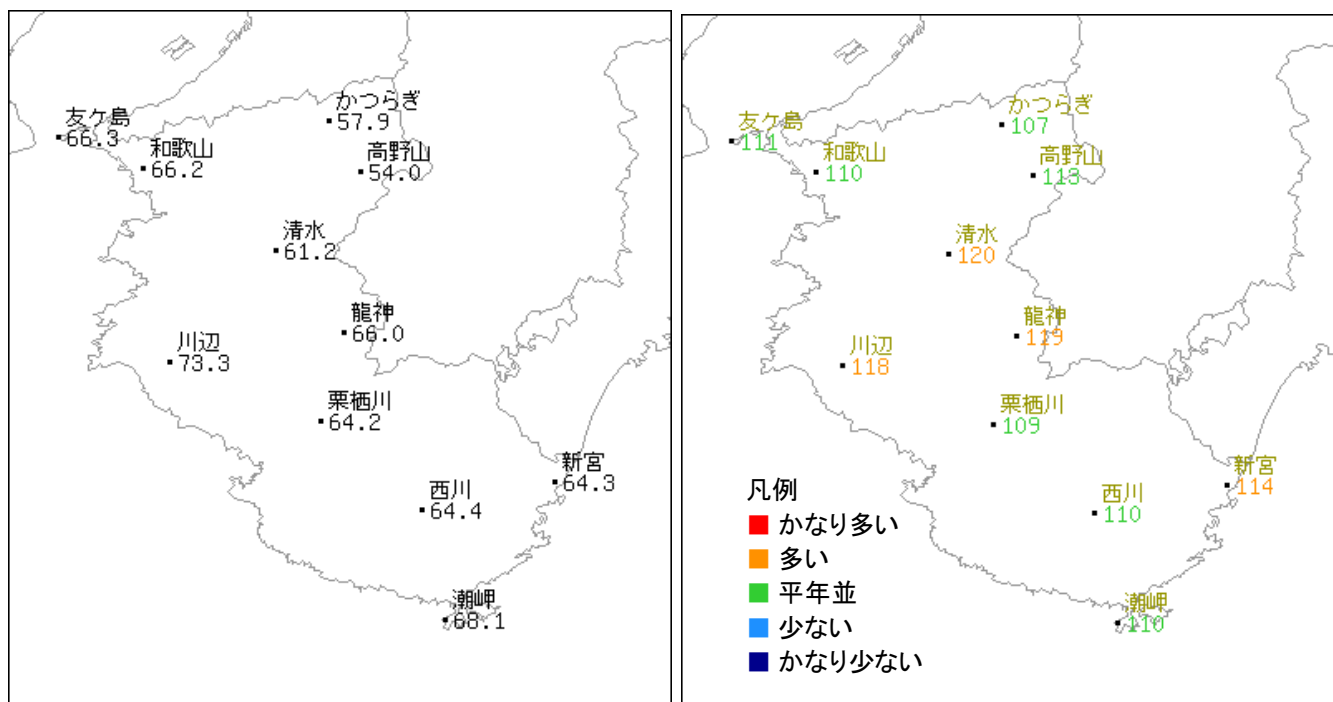 かつらぎ
57.9
友ケ島
66.3
和歌山
66.2
高野山
54.0
清水
61.2
龍神
66.0
川辺
73.3
栗栖川
64.2
新宮
64.3
西川
64.4
潮岬
68.1
かつらぎ
107
友ケ島
111
和歌山
110
高野山
113
清水
120
龍神
119
川辺
118
栗栖川
109
新宮
114
西川
110
潮岬
110
凡例
かなり多い
多い
平年並
少ない
かなり少ない